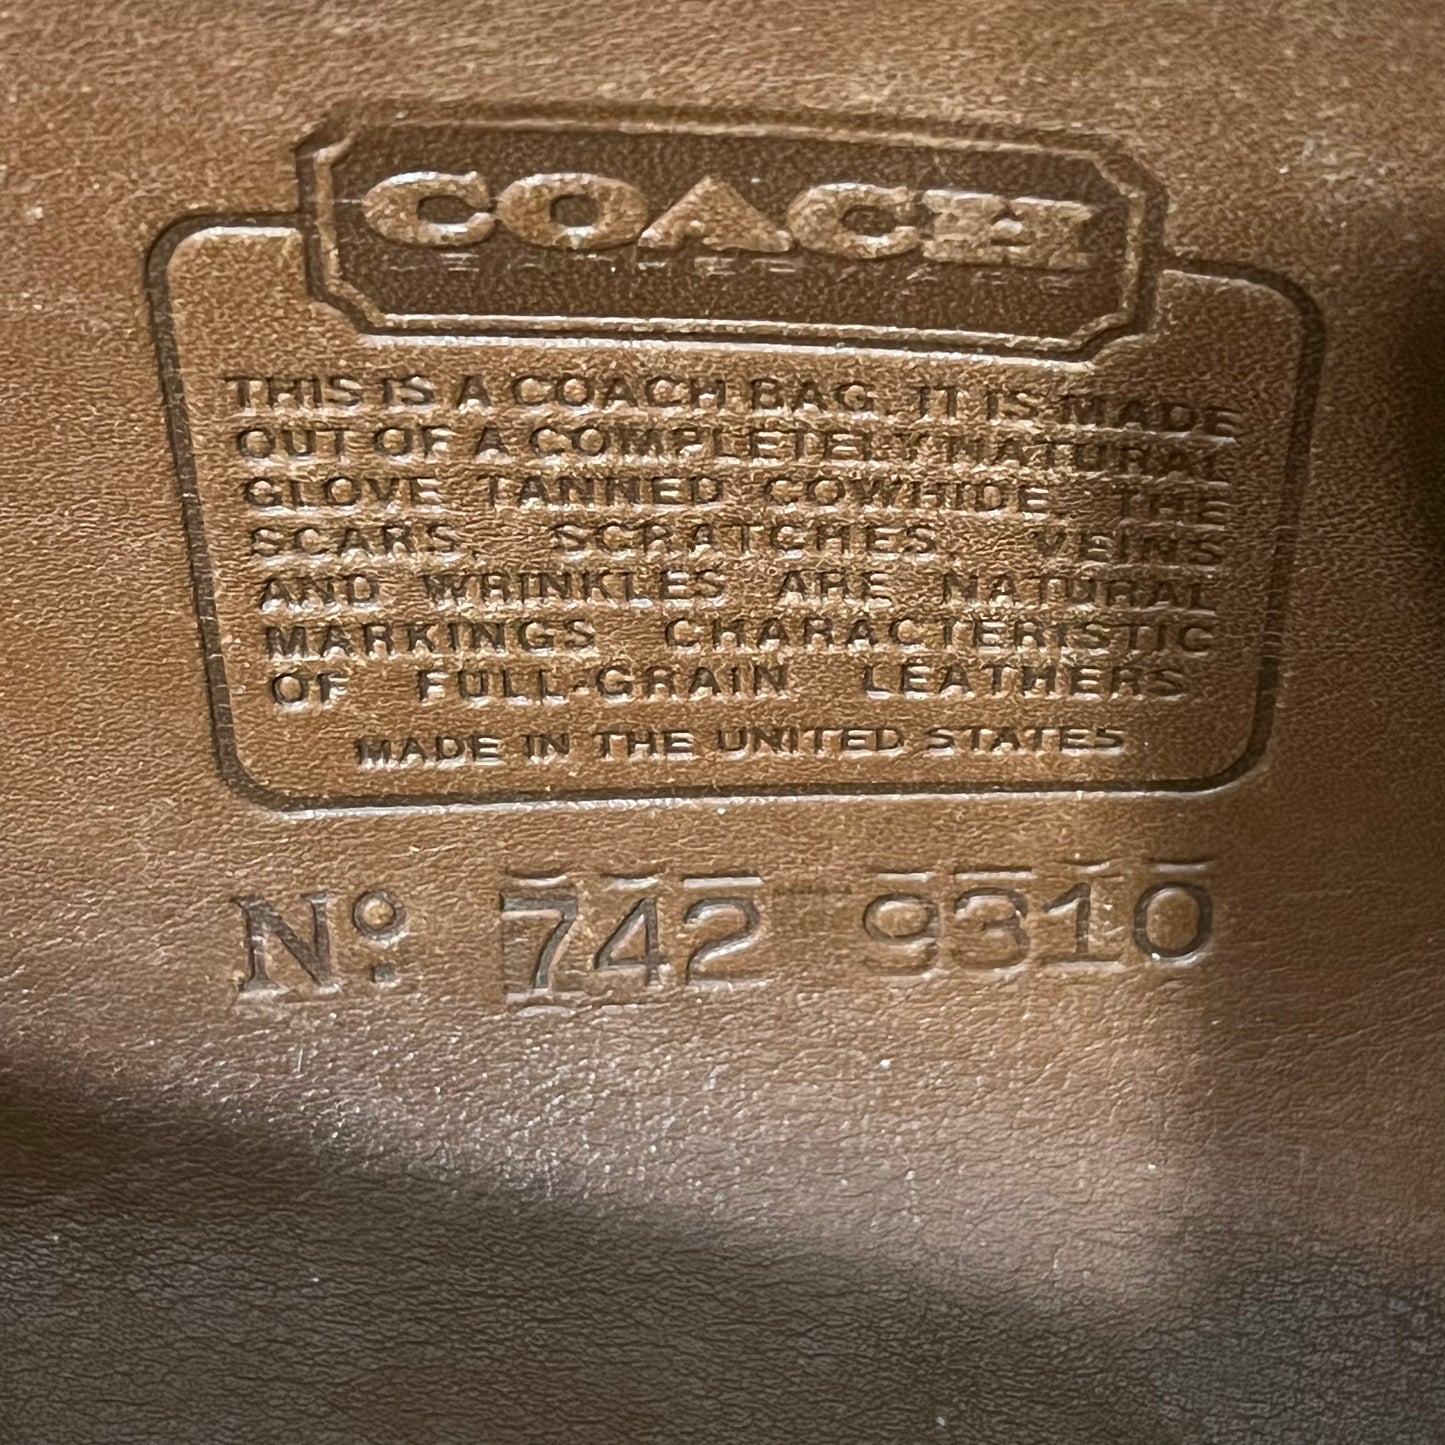 COACH
THIS IS A COACH BAG. IT IS MADE
OUT OF A COMPLETELY NATURAL
GLOVE TANNED COWHIDE. THE
SCARS, SCRATCHES, VEINS
AND WRINKLES ARE NATURAL
MARKINGS CHARACTERISTIC
OF FULL-GRAIN LEATHERS
MADE IN THE UNITED STATES
Nº. 742 9310